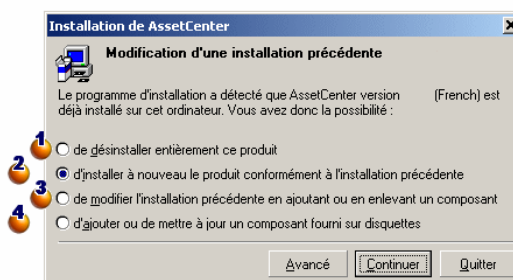 Installation de AssetCenter
Modification d'une installation précédente
Le programme d'installation a détecté que AssetCenter version (French) est
déjà installé sur cet ordinateur. Vous avez donc la possibilité :
1
de désinstaller entièrement ce produit
2
d'installer à nouveau le produit conformément à l'installation précédente
3
de modifier l'installation précédente en ajoutant ou en enlevant un composant
4
d'ajouter ou de mettre à jour un composant fourni sur disquettes
Avancé Continuer Quitter